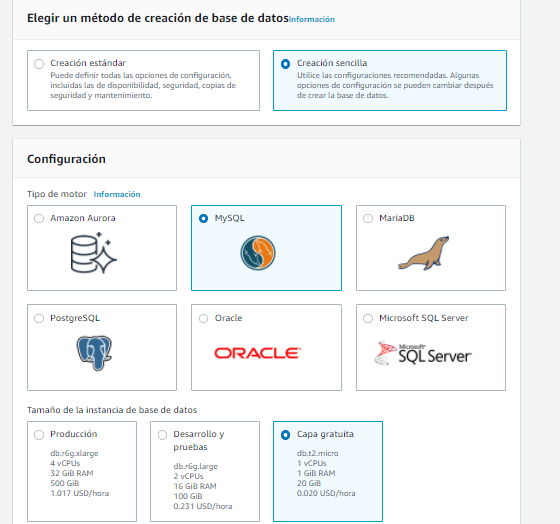 Elegir un método de creación de base de datos Información
Creación estándar
Puede definir todas las opciones de configuración,
incluidas las de disponibilidad, seguridad, copias de
seguridad y mantenimiento.
Creación sencilla
Utilice las configuraciones recomendadas. Algunas
opciones de configuración se pueden cambiar después
de crear la base de datos.
Configuración
Tipo de motor Información
Amazon Aurora
MySQL
MariaDB
PostgreSQL
Oracle
ORACLE
Microsoft SQL Server
Microsoft
SQL Server
Tamaño de la instancia de base de datos
Producción
db.r6g.xlarge
4 vCPUs
32 GiB RAM
500 GiB
1.017 USD/hora
Desarrollo y
pruebas
db.r6g.large
2 vCPUs
16 GiB RAM
100 GiB
0.231 USD/hora
Capa gratuita
db.t2.micro
1 vCPUs
1 GiB RAM
20 GiB
0.020 USD/hora